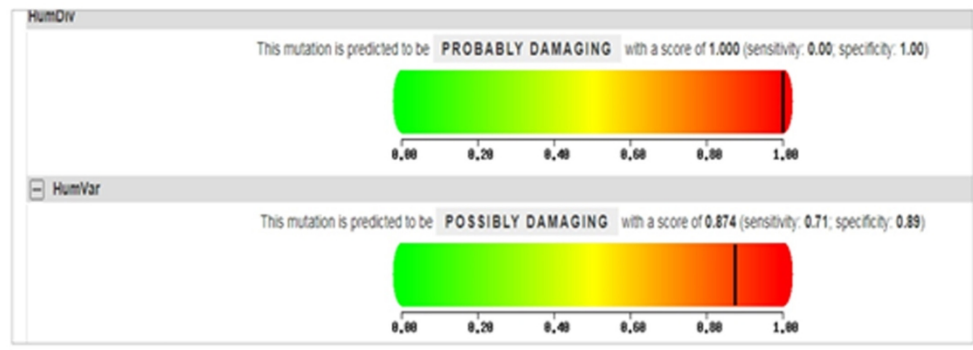 HumDiv
This mutation is predicted to be PROBABLY DAMAGING with a score of 1.000 (sensitivity: 0.00; specificity: 1.00)
0.00 0.20 0.40 0.60 0.80 1.00
HumVar
This mutation is predicted to be POSSIBLY DAMAGING with a score of 0.874 (sensitivity: 0.71; specificity: 0.89)
0.00 0.20 0.40 0.60 0.80 1.00